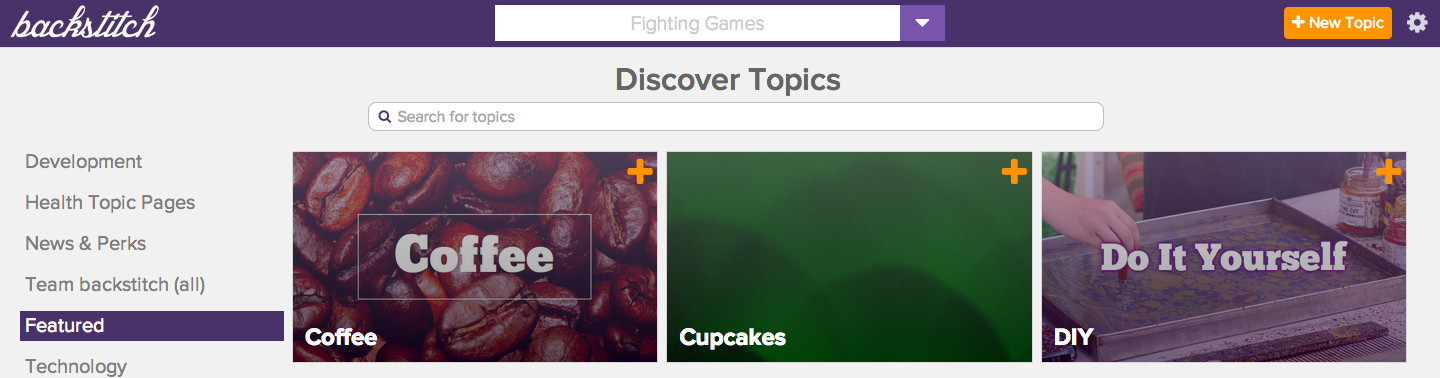 backstitch
Fighting Games
+ New Topic
Discover Topics
Search for topics
Development
Health Topic Pages
News & Perks
Team backstitch (all)
Featured
Technology
Coffee
Coffee
Cupcakes
Do It Yourself
DIY